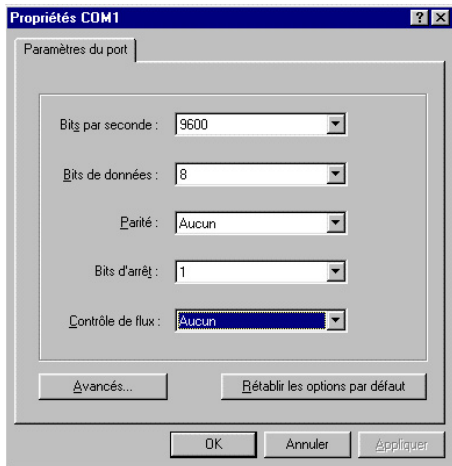 Propriétés COM1
Paramètres du port
Bits par seconde : 9600
Bits de données : 8
Parité : Aucun
Bits d'arrêt : 1
Contrôle de flux : Aucun
Avancés... Rétablir les options par défaut
OK Annuler Appliquer